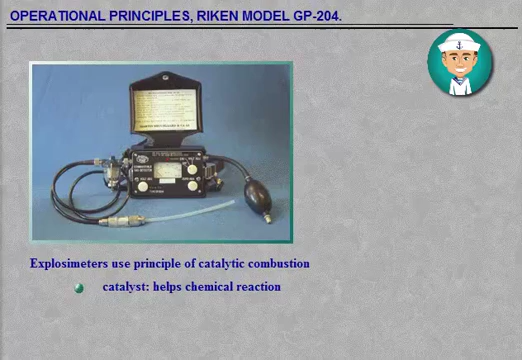 OPERATIONAL PRINCIPLES, RIKEN MODEL GP-204.
Explosimeters use principle of catalytic combustion
catalyst: helps chemical reaction